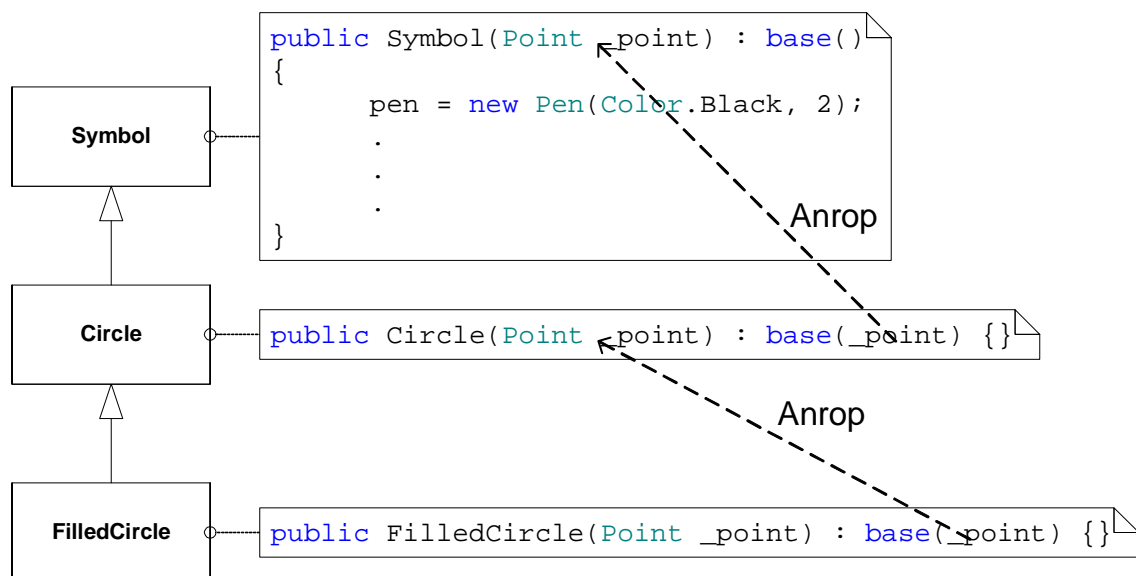 public Symbol(Point _point) : base()
{
pen = new Pen(Color.Black, 2);
.
.
.
}
Symbol
Anrop
Circle
public Circle(Point _point) : base(_point) {}
Anrop
FilledCircle
public FilledCircle(Point _point) : base(_point) {}